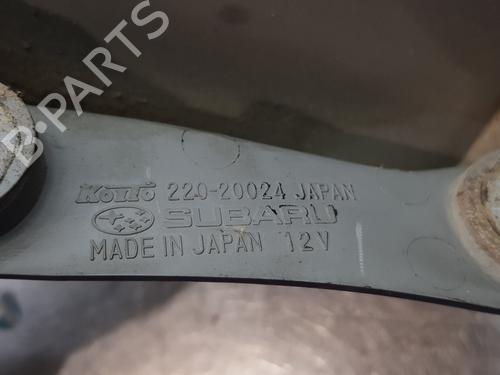 B-PARTS
KOITO 220-20024 JAPAN
SUBARU
MADE IN JAPAN 12V